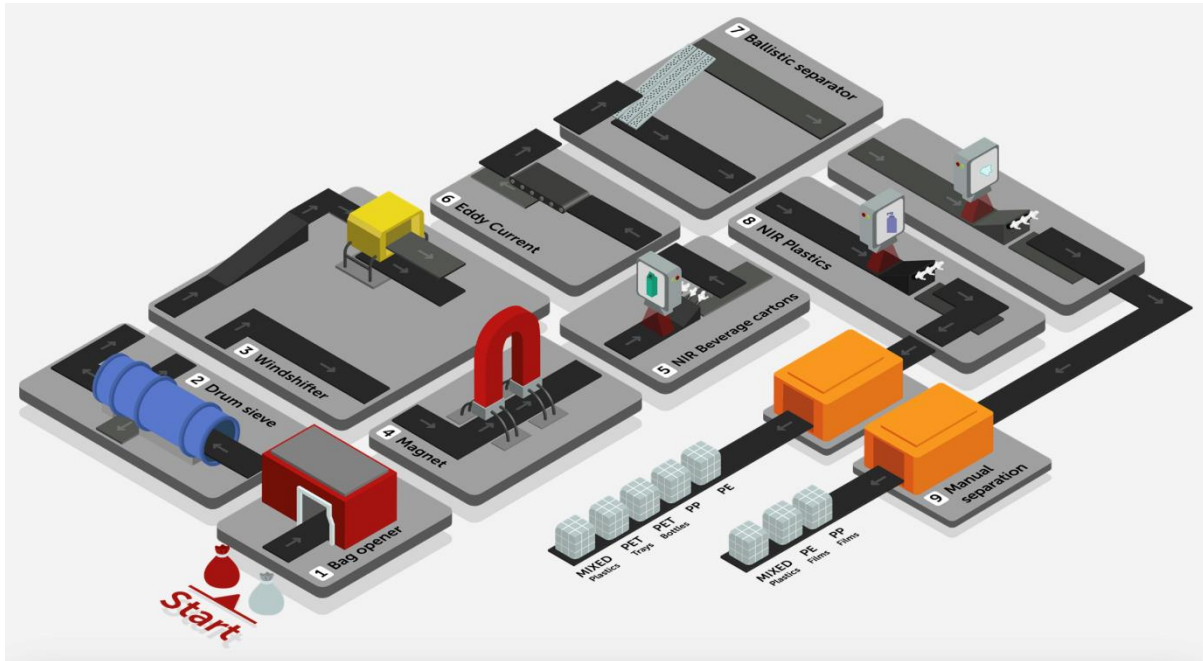 7 Ballistic separator
6 Eddy Current
8 NIR Plastics
3 Windshifter
5 NIR Beverage cartons
2 Drum sieve
4 Magnet
9 Manual
separation
1 Bag opener
Start
MIXED
Plastics
PET
Trays
PET
Bottles
PP
PE
MIXED
Plastics
PE
Films
PP
Films